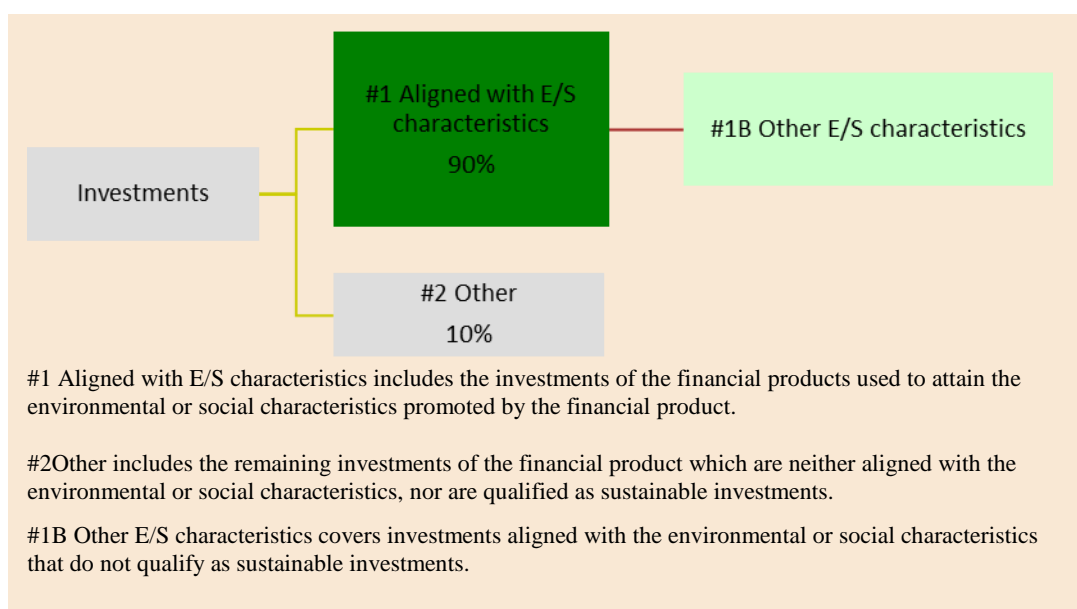 #1 Aligned with E/S
characteristics
90%
#1B Other E/S characteristics
Investments
#2 Other
10%
#1 Aligned with E/S characteristics includes the investments of the financial products used to attain the
environmental or social characteristics promoted by the financial product.
#2Other includes the remaining investments of the financial product which are neither aligned with the
environmental or social characteristics, nor are qualified as sustainable investments.
#1B Other E/S characteristics covers investments aligned with the environmental or social characteristics
that do not qualify as sustainable investments.